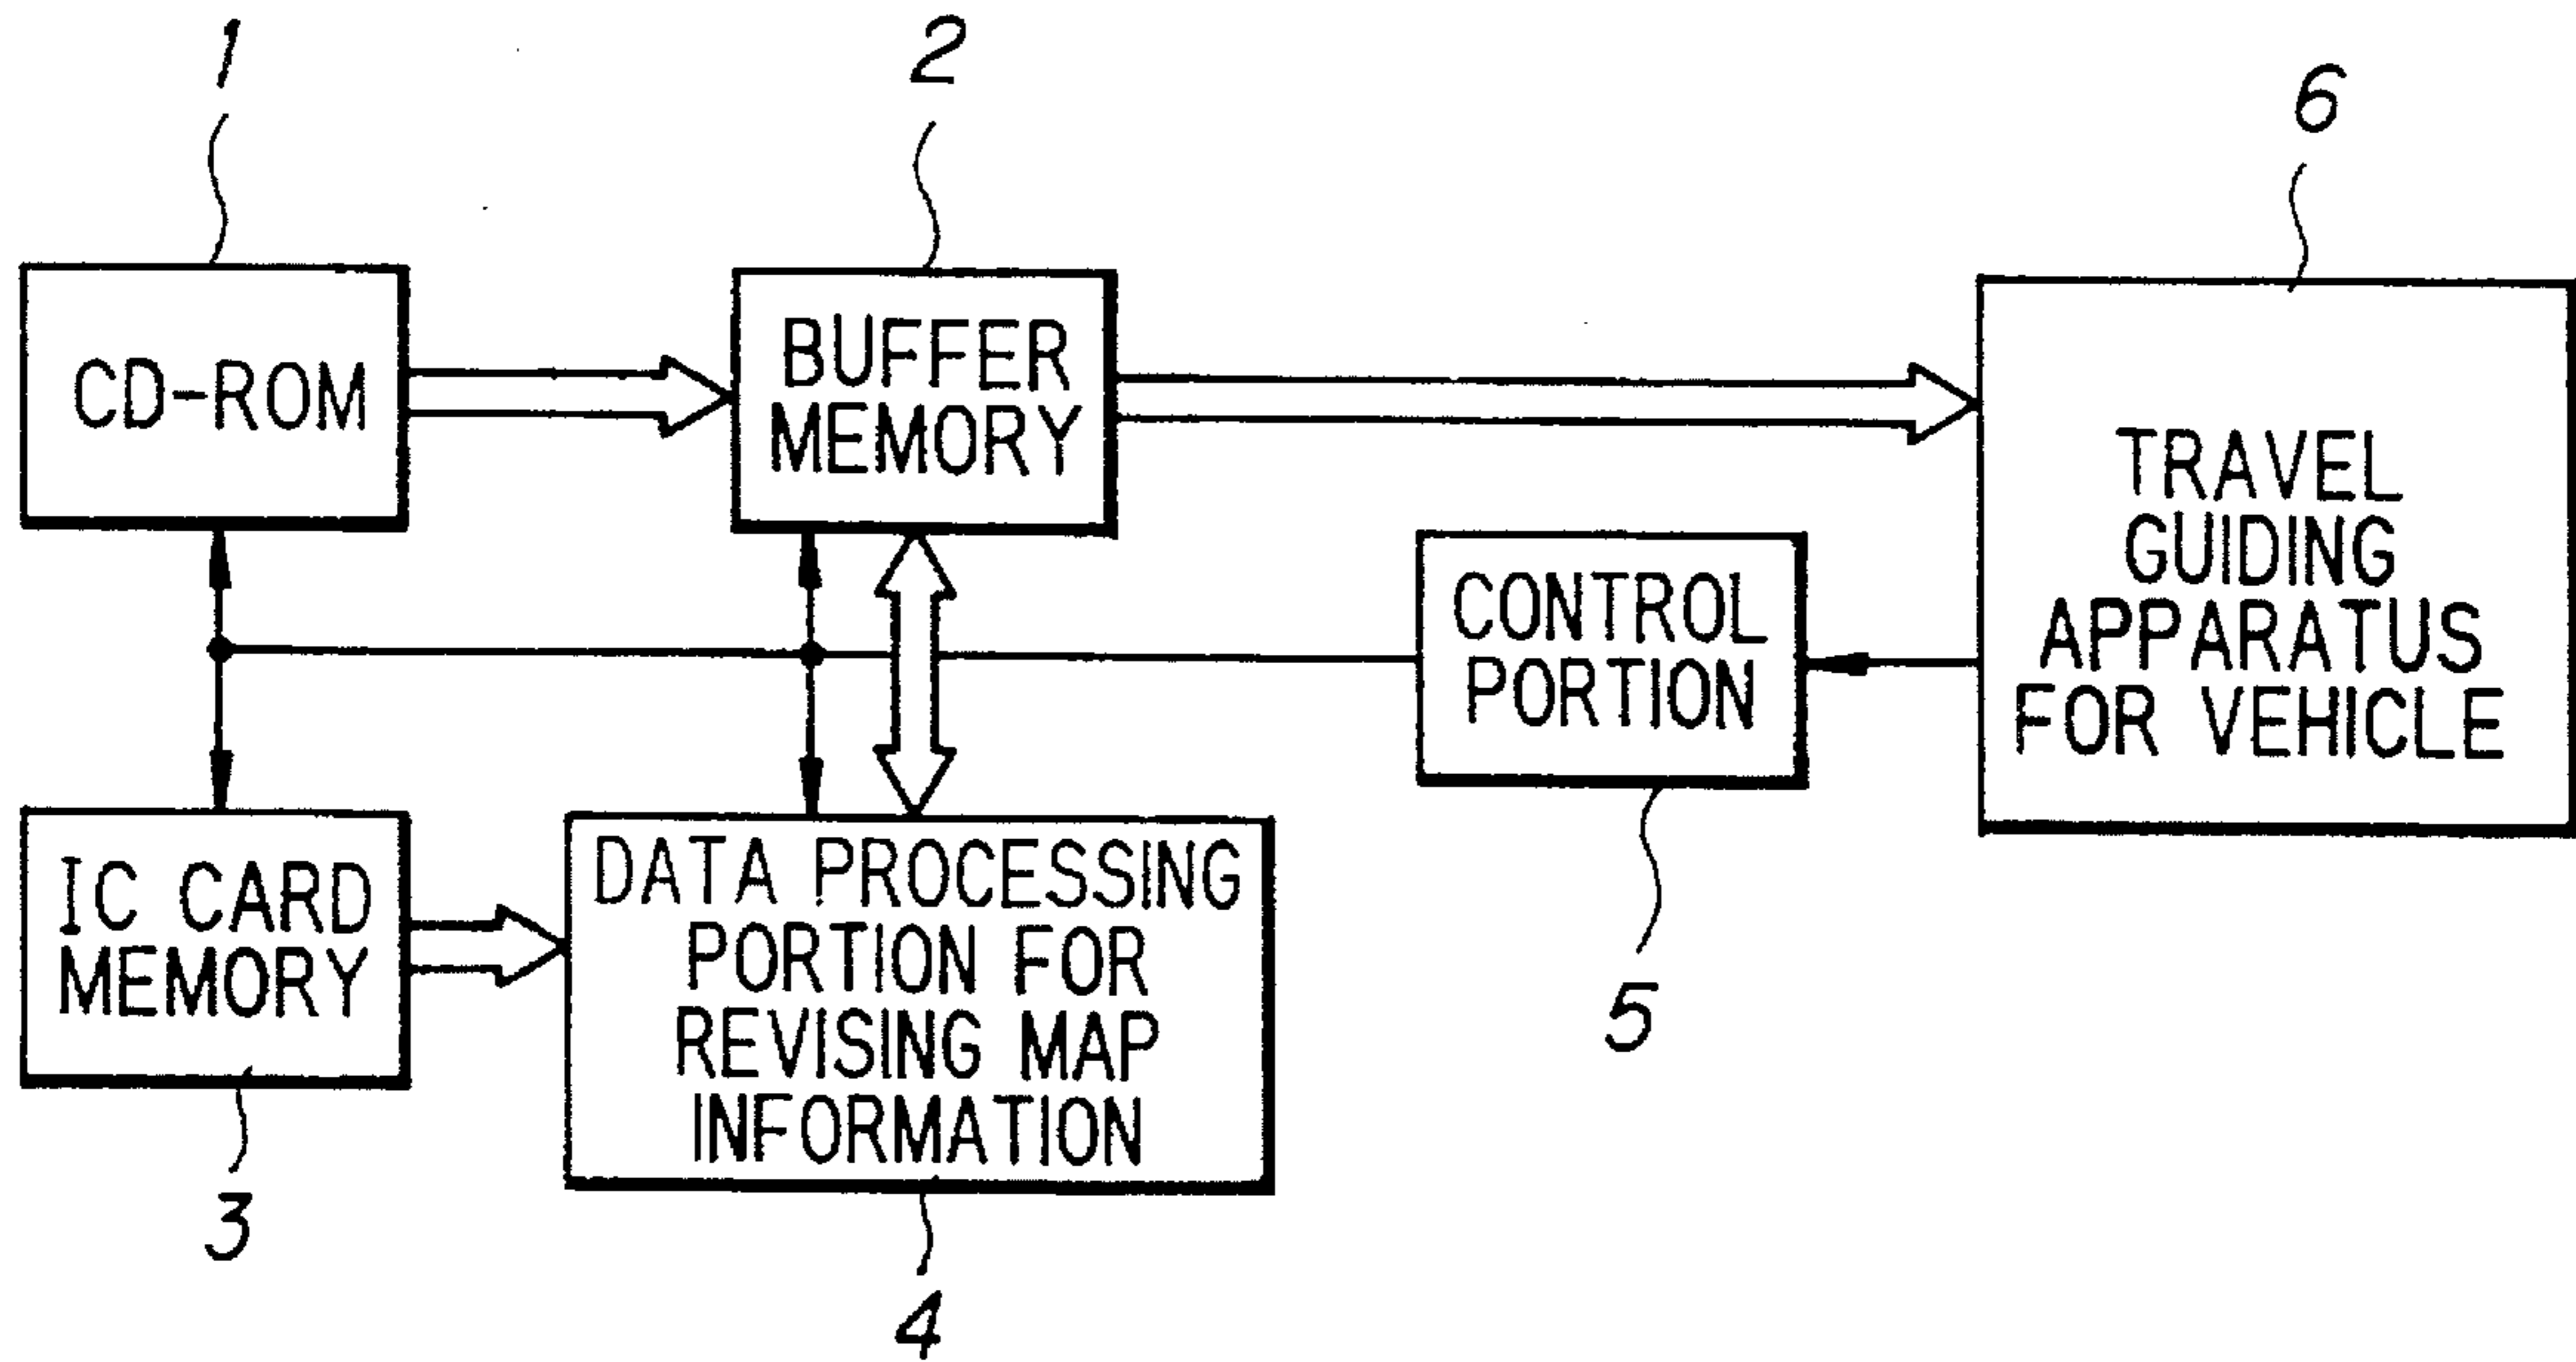 1
2
6
CD-ROM
BUFFER
MEMORY
TRAVEL
GUIDING
APPARATUS
FOR VEHICLE
CONTROL
PORTION
5
IC CARD
MEMORY
3
DATA PROCESSING
PORTION FOR
REVISING MAP
INFORMATION
4